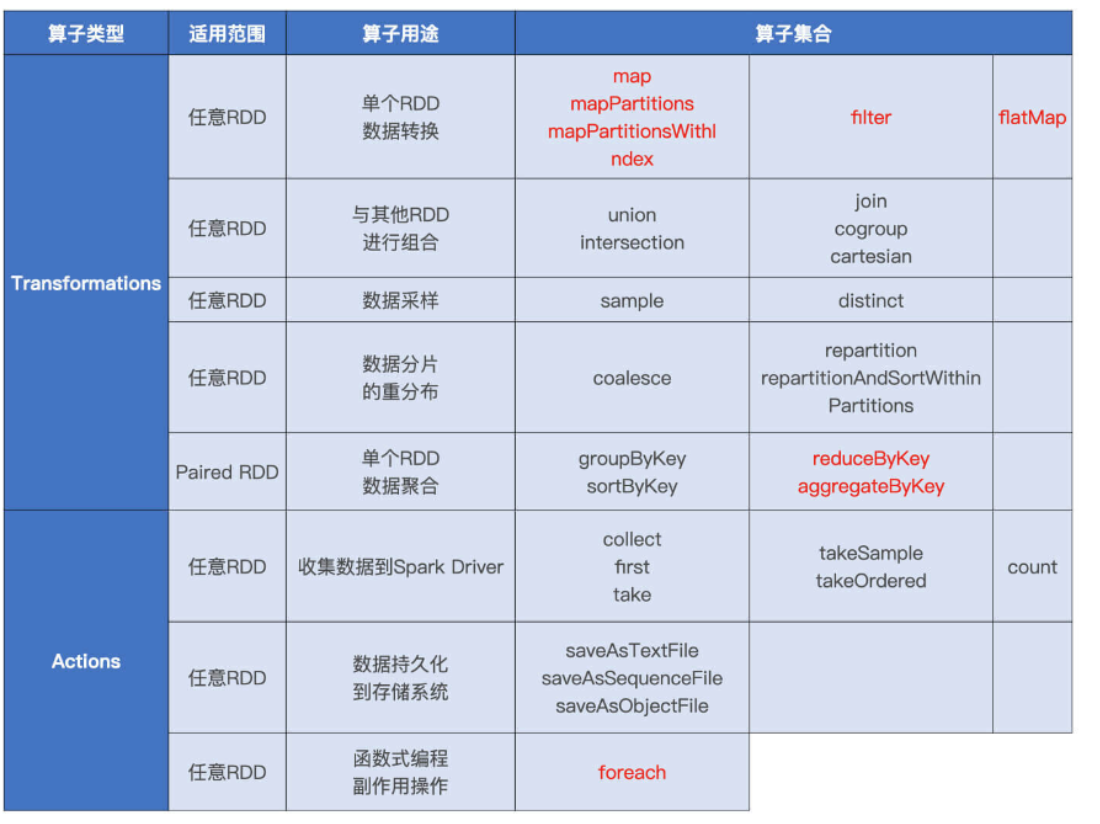 算子类型
适用范围
算子用途
算子集合
Transformations
任意RDD
单个RDD
数据转换
map
mapPartitions
mapPartitionsWithI
ndex
filter
flatMap
任意RDD
与其他RDD
进行组合
union
intersection
join
cogroup
cartesian
任意RDD
数据采样
sample
distinct
任意RDD
数据分片
的重分布
coalesce
repartition
repartitionAndSortWithin
Partitions
Paired RDD
单个RDD
数据聚合
groupByKey
sortByKey
reduceByKey
aggregateByKey
Actions
任意RDD
收集数据到Spark Driver
collect
first
take
takeSample
takeOrdered
count
任意RDD
数据持久化
到存储系统
saveAsTextFile
saveAsSequenceFile
saveAsObjectFile
任意RDD
函数式编程
副作用操作
foreach